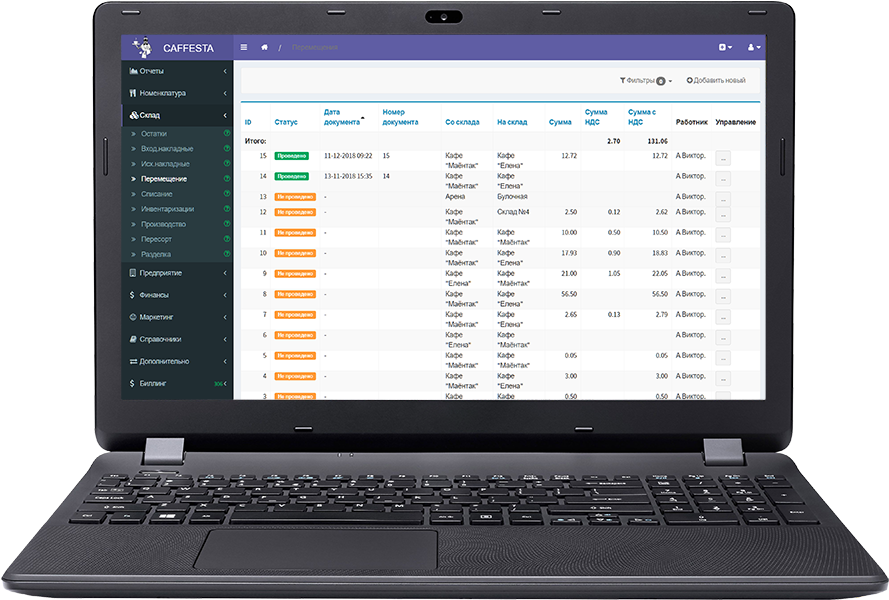 CAFFESTA
/ Перемещения
Отчеты
Номенклатура
Склад
Остатки
Вход.накладные
Исх.накладные
Перемещение
Списание
Инвентаризации
Производство
Пересорт
Разделка
Предприятие
Финансы
Маркетинг
Справочники
Дополнительно
Биллинг
Фильтры 0 Добавить новый
ID Статус Дата документа Номер документа Со склада На склад Сумма Сумма НДС Сумма с НДС Работник Управление
Итого: 2.70 131.06
15 Проведено 11-12-2018 09:22 15 Кафе "Маёнтак" Кафе "Елена" 12.72 12.72 А Виктор. ...
14 Проведено 13-11-2018 15:35 14 Кафе "Маёнтак" Кафе "Елена" А Виктор. ...
13 Не проведено - Арена Булочная А Виктор. ...
12 Не проведено - Кафе "Маёнтак" Склад №4 2.50 0.12 2.62 А Виктор. ...
11 Не проведено - Кафе "Маёнтак" Кафе "Маёнтак" 10.00 0.50 10.50 А Виктор. ...
10 Не проведено - Кафе "Маёнтак" Кафе "Елена" 17.93 0.90 18.83 А Виктор. ...
9 Не проведено - Кафе "Елена" Кафе "Маёнтак" 21.00 1.05 22.05 А Виктор. ...
8 Не проведено - Кафе "Маёнтак" Кафе "Елена" 56.50 56.50 А Виктор. ...
7 Не проведено - Кафе "Маёнтак" Кафе "Елена" 2.65 0.13 2.79 А Виктор. ...
6 Не проведено - Кафе "Елена" Кафе "Маёнтак" А Виктор. ...
5 Не проведено - Кафе "Маёнтак" Кафе "Маёнтак" 0.05 0.05 А Виктор. ...
4 Не проведено - Кафе "Маёнтак" Кафе "Елена" 3.00 3.00 А Виктор. ...
3 Не проведено - Кафе Кафе 0.50 0.50 А Виктор.